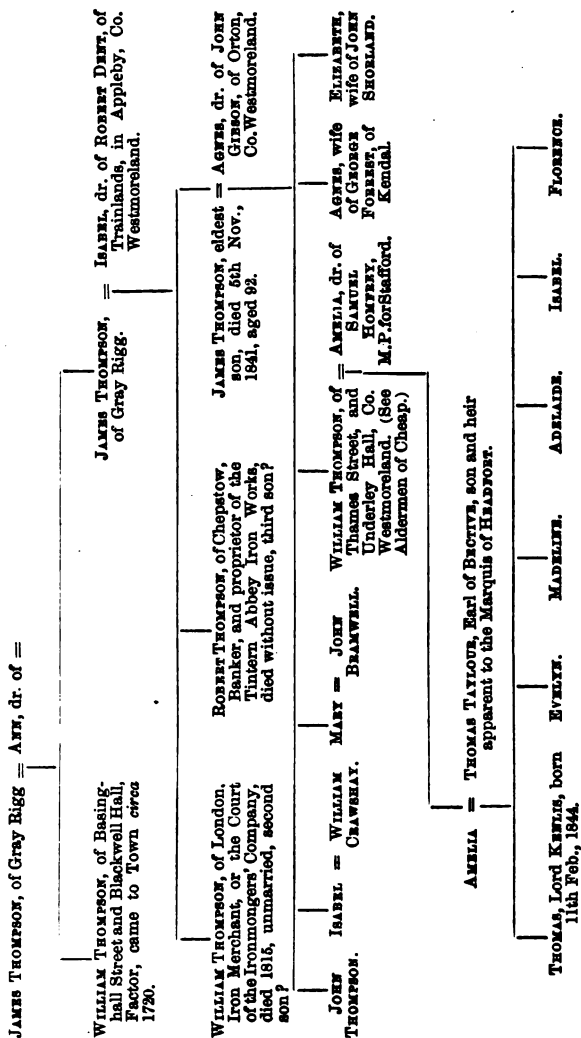 JAMES THOMPSON, of Gray Rigg = ANN, dr. of =
WILLIAM THOMPSON, of Basing-
hall Street and Blackwell Hall,
Factor, came to Town circa
1720.
JAMES THOMPSON,
of Gray Rigg.
= ISABEL, dr. of ROBERT DENT, of
Trainlands, in Appleby, Co.
Westmoreland.
WILLIAM THOMPSON, of London.
Iron Merchant, or the Court
of the Ironmongers' Company,
died 1815, unmarried, second
son?
ROBERT THOMPSON, of Chepstow,
Banker, and proprietor of the
Tintern Abbey Iron Works,
died without issue, third son?
JAMES THOMPSON, eldest
son, died 5th Nov.,
1841, aged 92.
= AGNES, dr. of JOHN
GIBSON, of Orton,
Co. Westmoreland.
JOHN
THOMPSON.
ISABEL = WILLIAM
CRAWSHAY.
MARY = JOHN
BRAMWELL.
WILLIAM THOMPSON, of
Thames Street, and
Underley Hall, Co.
Westmoreland. (See
Aldermen of Cheap.)
= AMELIA, dr. of
SAMUEL
HOMFREY,
M.P. for Stafford.
AGNES, wife
of GEORGE
FORREST, of
Kendal.
ELIZABETH,
wife of JOHN
SHORLAND.
AMELIA = THOMAS TAYLOUR, Earl of BECTIVE, son and heir
apparent to the Marquis of HEADFORT.
THOMAS, Lord KENLIS, born
11th Feb., 1844.
EVELYN.
MADELINE.
ADELAIDE.
ISABEL.
FLORENCE.